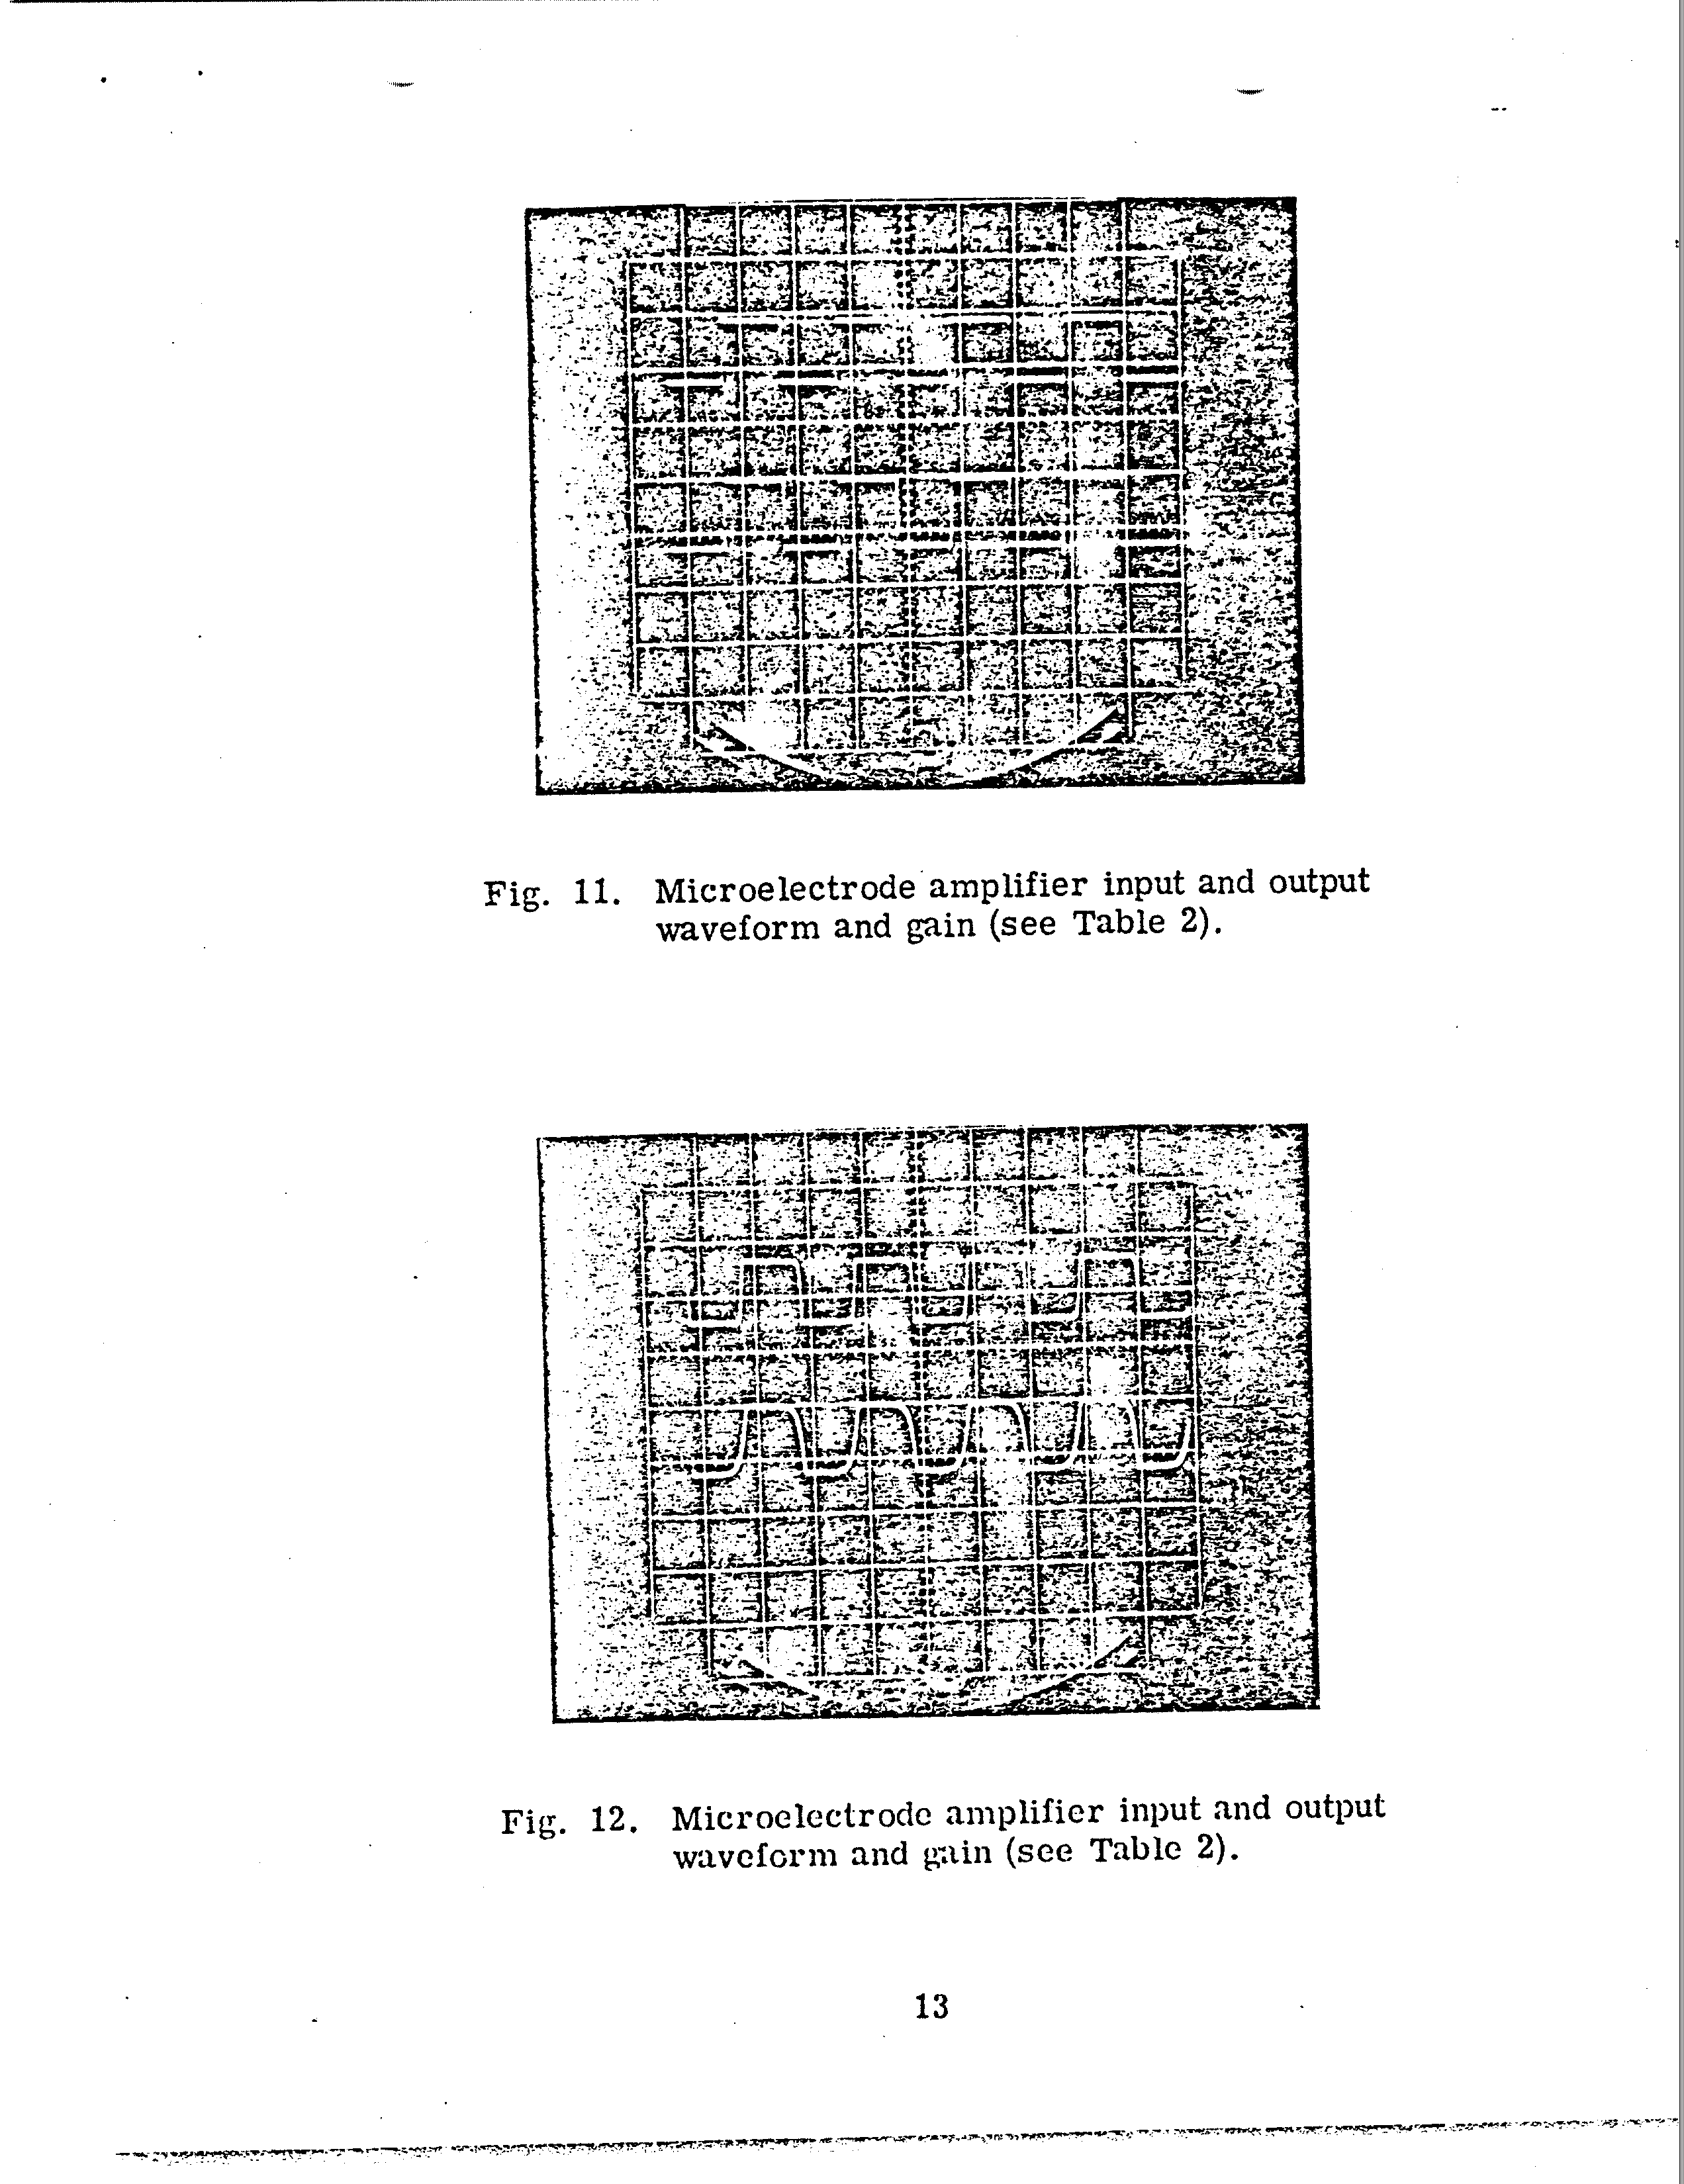 Fig. 11. Microelectrode amplifier input and output
waveform and gain (see Table 2).
Fig. 12. Microelectrode amplifier input and output
waveform and gain (see Table 2).
13